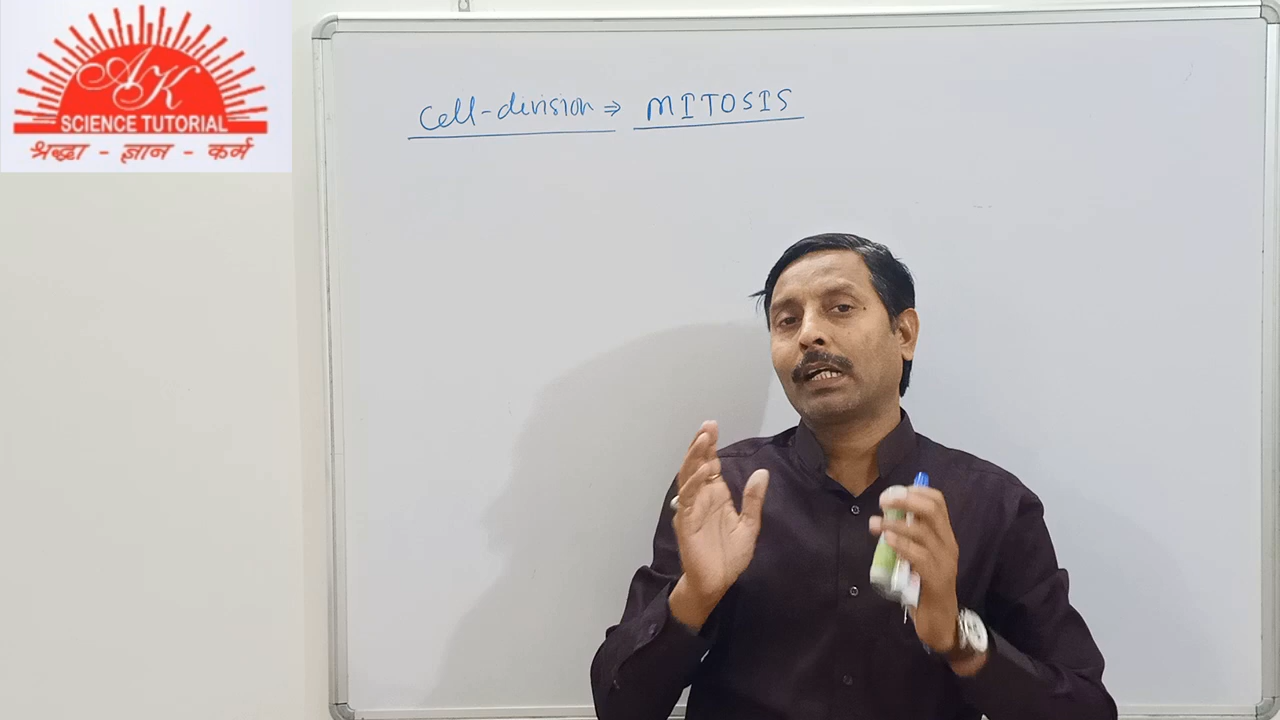 AK
SCIENCE TUTORIAL
श्रद्धा - ज्ञान - कर्म
Cell-division ⇒ MITOSIS